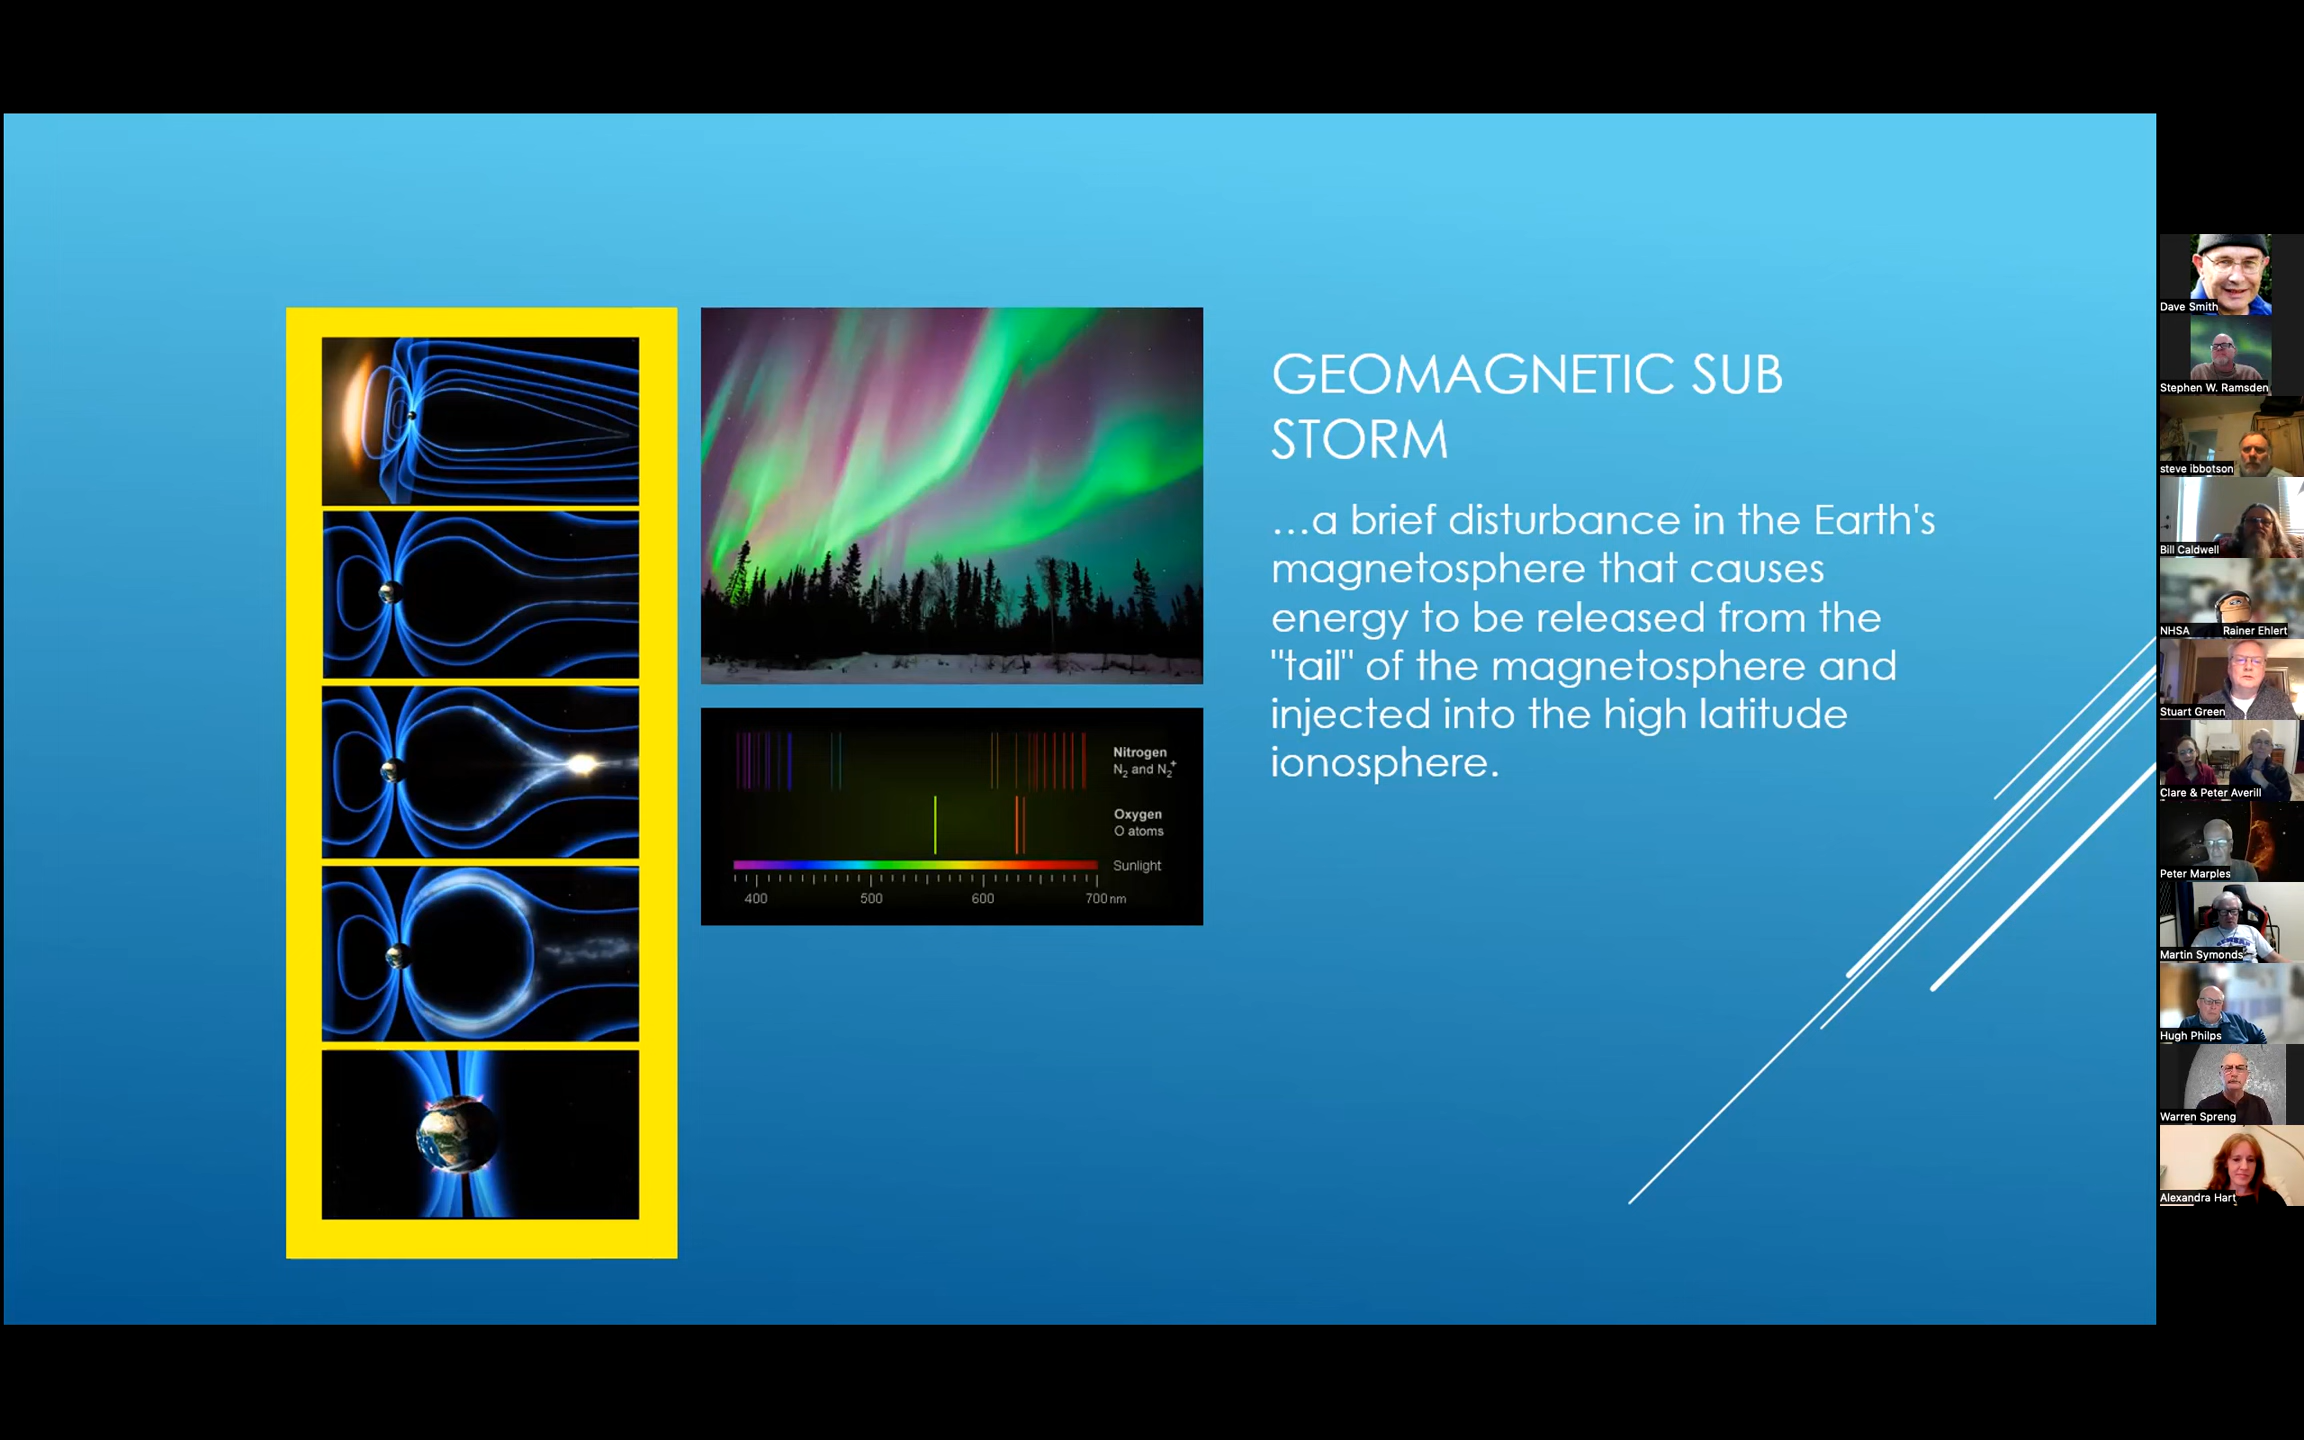 GEOMAGNETIC SUB
STORM
...a brief disturbance in the Earth's
magnetosphere that causes
energy to be released from the
"tail" of the magnetosphere and
injected into the high latitude
ionosphere.
Nitrogen
N₂ and N₂⁺
Oxygen
O atoms
Sunlight
400 500 600 700 nm
Dave Smith
Stephen W. Ramsden
steve ibbotson
Bill Caldwell
NHSA Rainer Ehlert
Stuart Green
Clare & Peter Averill
Peter Marples
Martin Symonds
Hugh Philps
Warren Spreng
Alexandra Hart